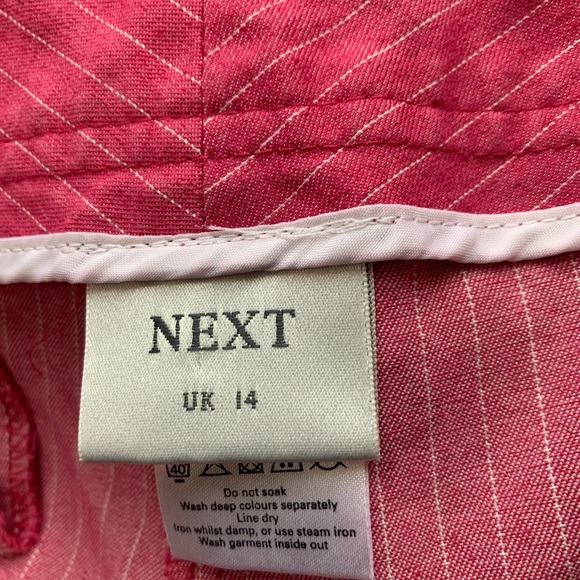 NEXT
UK 14
40
Do not soak
Wash deep colours separately
Line dry
Iron whilst damp, or use steam iron
Wash garment inside out